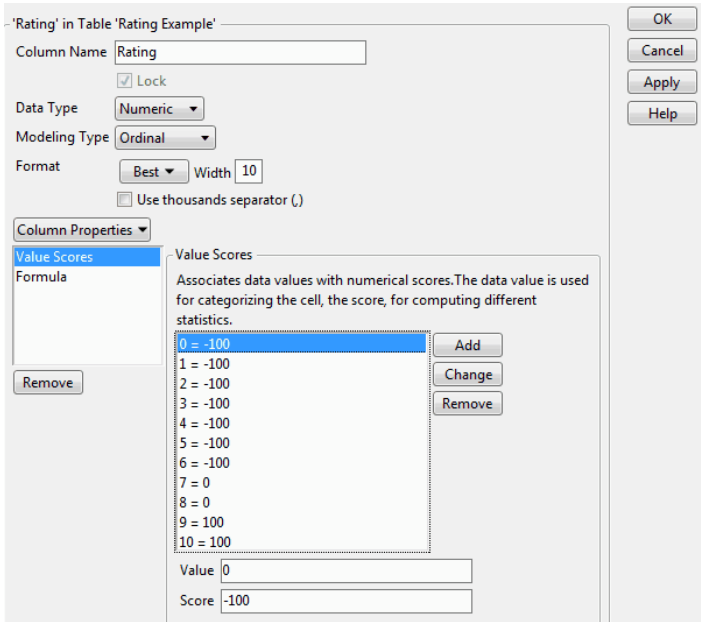 'Rating' in Table 'Rating Example'
OK
Column Name Rating
Cancel
Lock
Apply
Data Type Numeric
Help
Modeling Type Ordinal
Format Best Width 10
Use thousands separator (,)
Column Properties
Value Scores
Formula
Remove
Value Scores
Associates data values with numerical scores.The data value is used
for categorizing the cell, the score, for computing different
statistics.
0 = -100
1 = -100
2 = -100
3 = -100
4 = -100
5 = -100
6 = -100
7 = 0
8 = 0
9 = 100
10 = 100
Add
Change
Remove
Value 0
Score -100